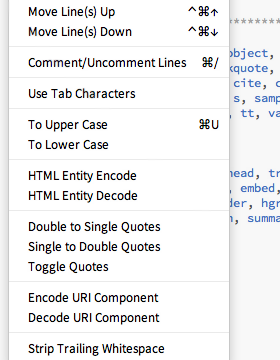 Move Line(s) Up ^⌘↑
Move Line(s) Down ^⌘↓
Comment/Uncomment Lines ⌘/
Use Tab Characters
To Upper Case ⌘U
To Lower Case
HTML Entity Encode
HTML Entity Decode
Double to Single Quotes
Single to Double Quotes
Toggle Quotes
Encode URI Component
Decode URI Component
Strip Trailing Whitespace
********
object,
kquote,
cite, c
s, samp
, tt, va
head, tr
, embed,
der, hgr
n, summa